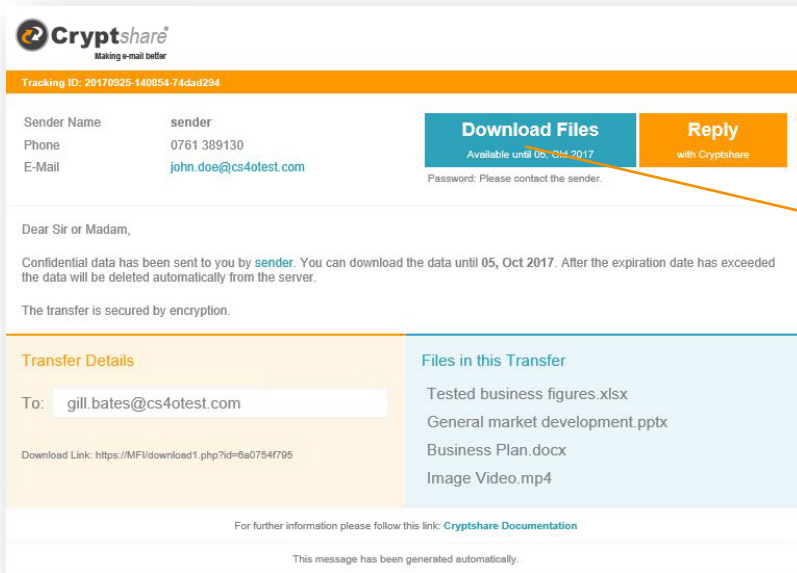 Cryptshare®
Making e-mail better
Tracking ID: 20170925-140854-74dad294
Sender Name sender
Phone 0761 389130
E-Mail john.doe@cs4otest.com
Download Files
Available until 05, Okt 2017
Password: Please contact the sender.
Reply
with Cryptshare
Dear Sir or Madam,
Confidential data has been sent to you by sender. You can download the data until 05, Oct 2017. After the expiration date has exceeded
the data will be deleted automatically from the server.
The transfer is secured by encryption.
Transfer Details
To: gill.bates@cs4otest.com
Download Link: https://MFI/download1.php?id=6a0754f795
Files in this Transfer
Tested business figures.xlsx
General market development.pptx
Business Plan.docx
Image Video.mp4
For further information please follow this link: Cryptshare Documentation
This message has been generated automatically.